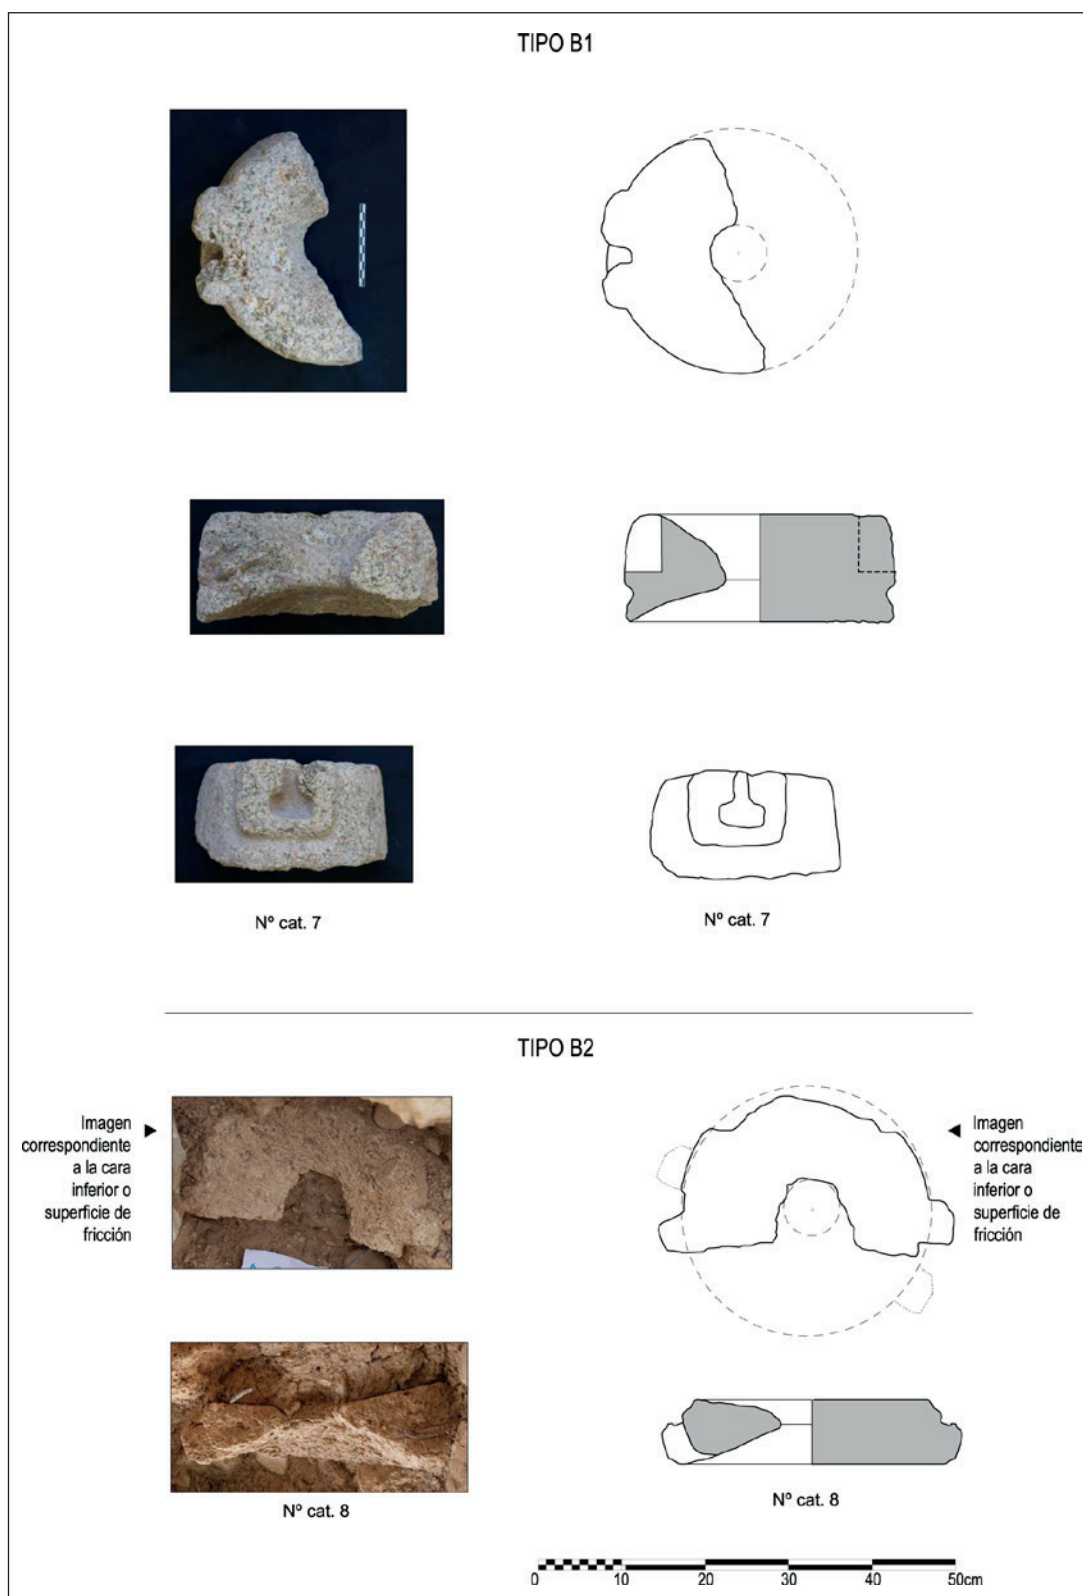 TIPO B1
Nº cat. 7
Nº cat. 7
TIPO B2
Imagen
correspondiente
a la cara
inferior o
superficie de
fricción
Imagen
correspondiente
a la cara
inferior o
superficie de
fricción
Nº cat. 8
Nº cat. 8
0 10 20 30 40 50cm